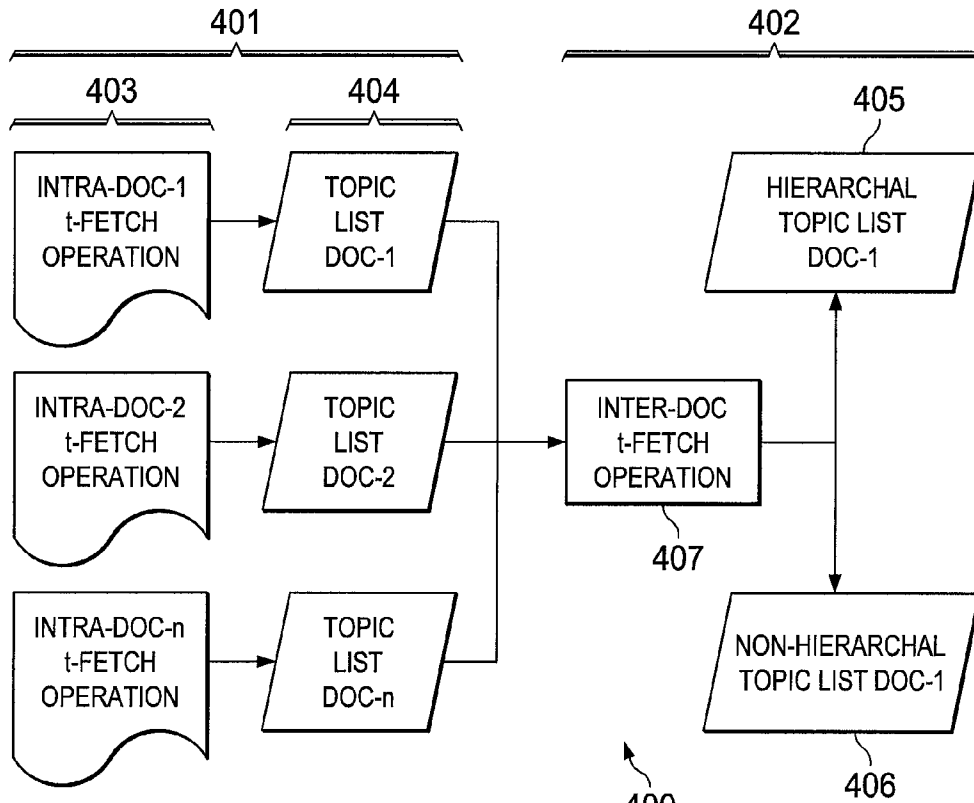 401
402
403
404
405
INTRA-DOC-1
t-FETCH
OPERATION
TOPIC
LIST
DOC-1
HIERARCHAL
TOPIC LIST
DOC-1
INTRA-DOC-2
t-FETCH
OPERATION
TOPIC
LIST
DOC-2
INTER-DOC
t-FETCH
OPERATION
407
INTRA-DOC-n
t-FETCH
OPERATION
TOPIC
LIST
DOC-n
NON-HIERARCHAL
TOPIC LIST DOC-1
400
406